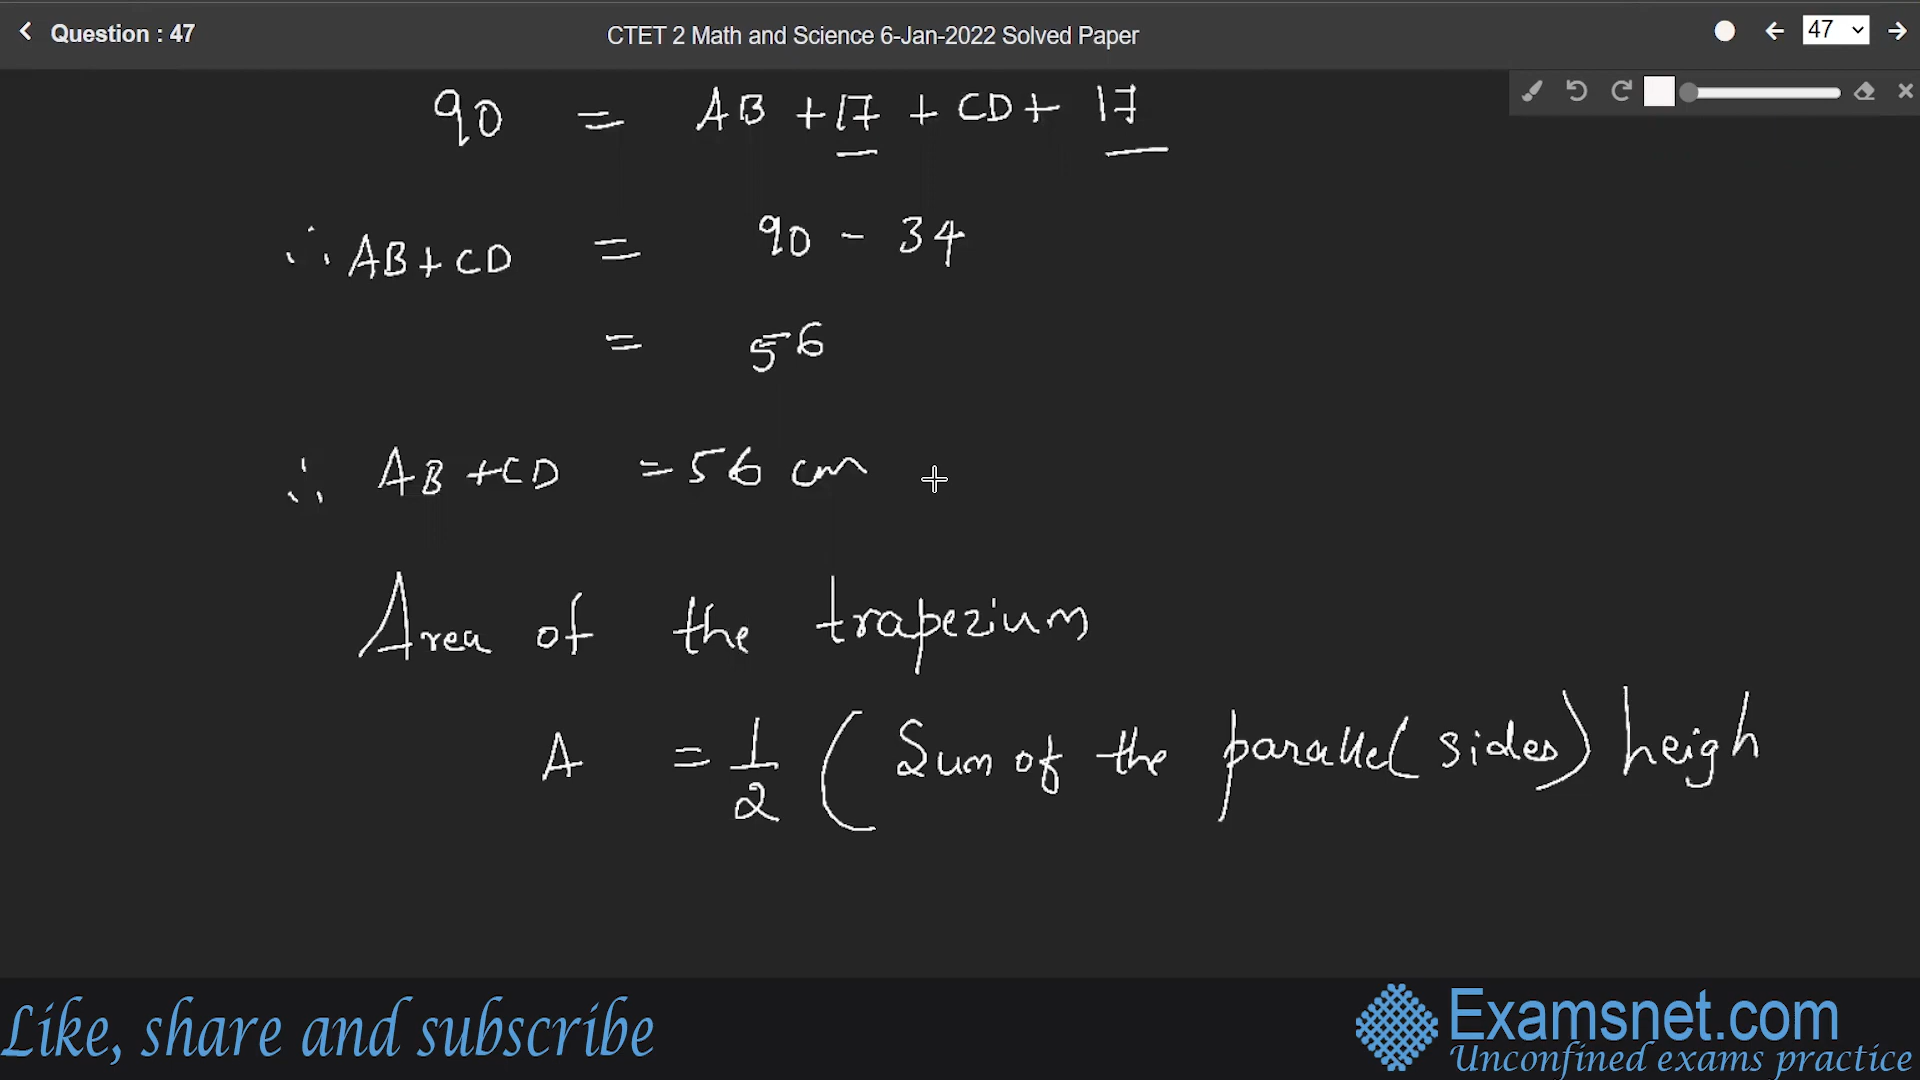 Question : 47
CTET 2 Math and Science 6-Jan-2022 Solved Paper
47
90 = AB + 17 + CD + 17
∴ AB + CD = 90 - 34
= 56
∴ AB + CD = 56 cm
Area of the trapezium
A = 1/2 (Sum of the parallel sides) heigh
Like, share and subscribe
Examsnet.com
Unconfined exams practice